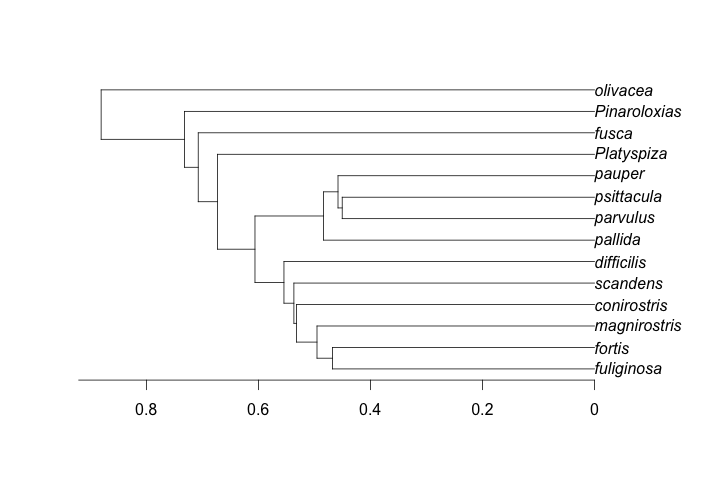 olivacea
Pinaroloxias
fusca
Platyspiza
pauper
psittacula
parvulus
pallida
difficilis
scandens
conirostris
magnirostris
fortis
fuliginosa
0.8 0.6 0.4 0.2 0